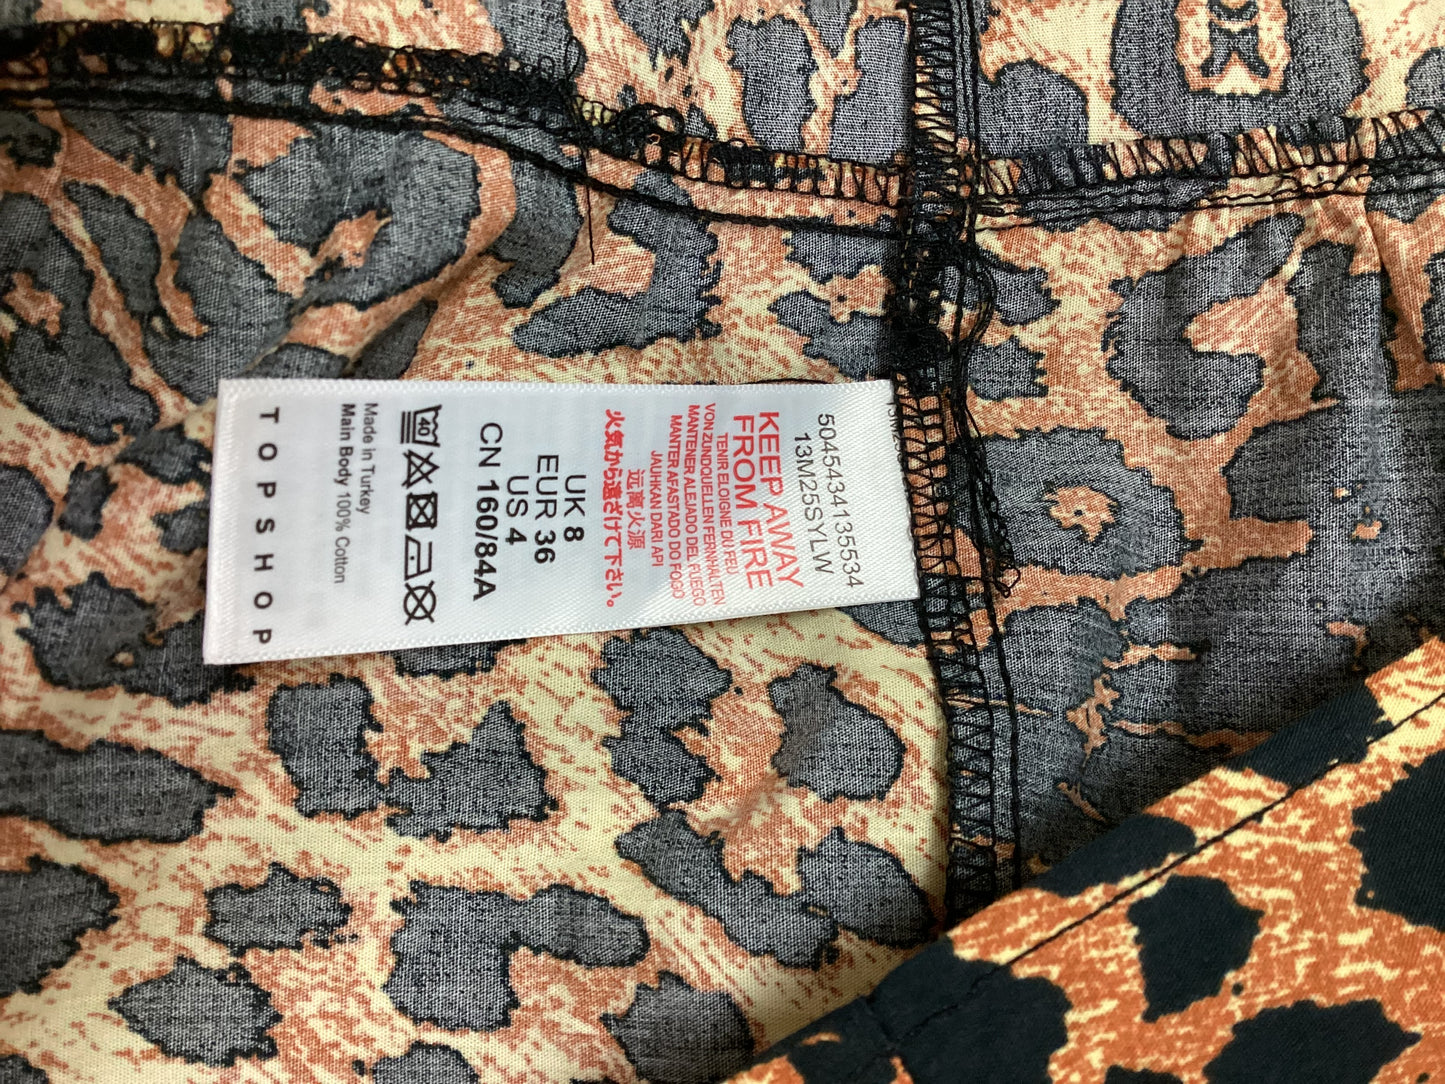 5045434135534
13M25SYLW
KEEP AWAY
FROM FIRE
VON ZUNDQUELLEN FERNHALTEN
TENIR ELOIGNE DU FEU
MANTENER ALEJADO DEL FUEGO
MANTER AFASTADO DO FOGO
JAUHKAN DARI API
远离火源
火気から遠ざけて下さい。
UK 8
EUR 36
US 4
CN 160/84A
40
Made in Turkey
Main Body 100% Cotton
TOPSHOP